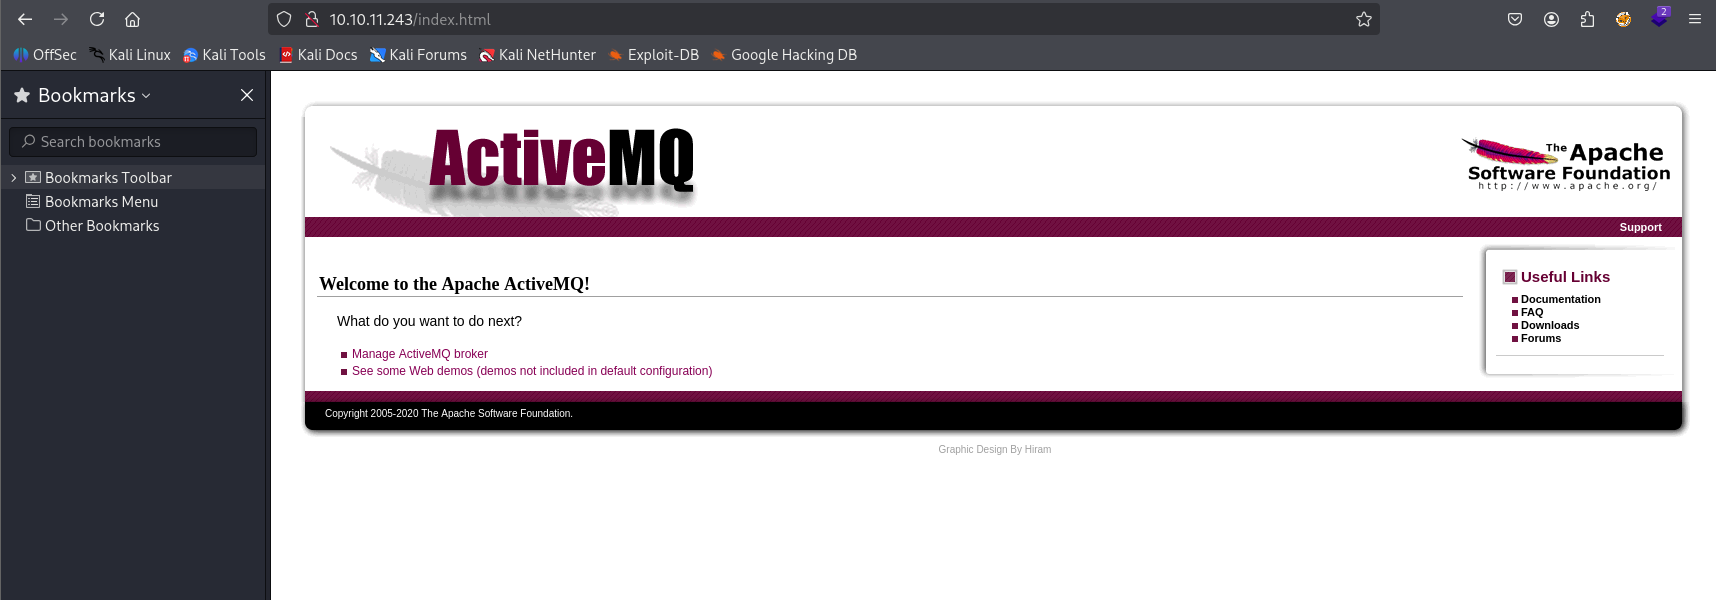 10.10.11.243/index.html
2
OffSec Kali Linux Kali Tools Kali Docs Kali Forums Kali NetHunter Exploit-DB Google Hacking DB
Bookmarks
Search bookmarks
Bookmarks Toolbar
Bookmarks Menu
Other Bookmarks
ActiveMQ
The Apache
Software Foundation
http://www.apache.org/
Support
Welcome to the Apache ActiveMQ!
What do you want to do next?
Manage ActiveMQ broker
See some Web demos (demos not included in default configuration)
Useful Links
Documentation
FAQ
Downloads
Forums
Copyright 2005-2020 The Apache Software Foundation.
Graphic Design By Hiram